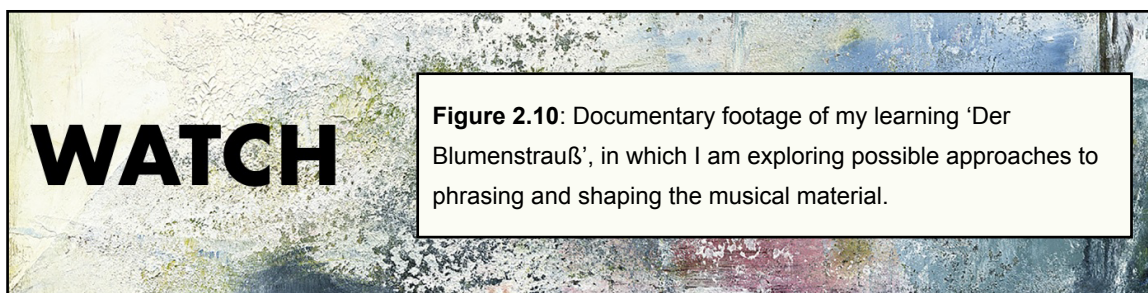 WATCH
Figure 2.10: Documentary footage of my learning ‘Der
Blumenstrauß’, in which I am exploring possible approaches to
phrasing and shaping the musical material.